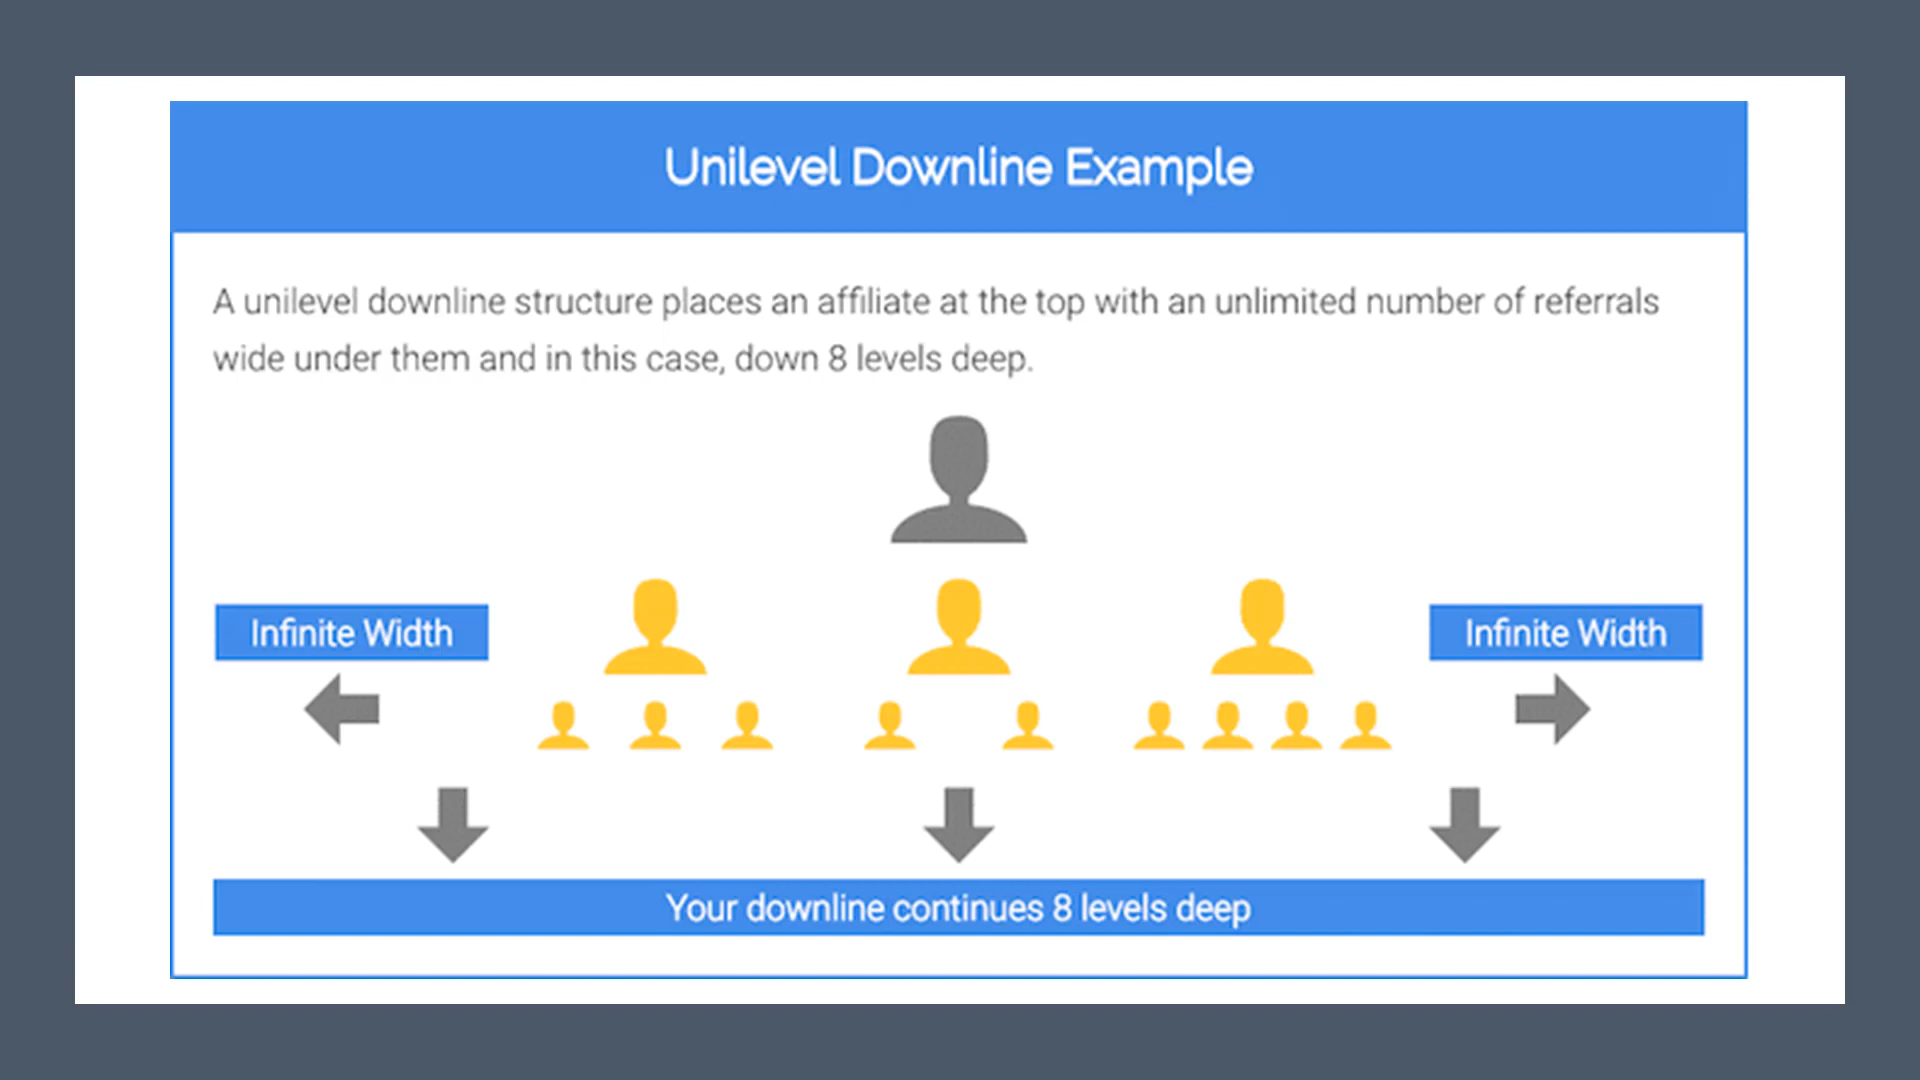 Unilevel Downline Example
A unilevel downline structure places an affiliate at the top with an unlimited number of referrals
wide under them and in this case, down 8 levels deep.
Infinite Width
Infinite Width
Your downline continues 8 levels deep